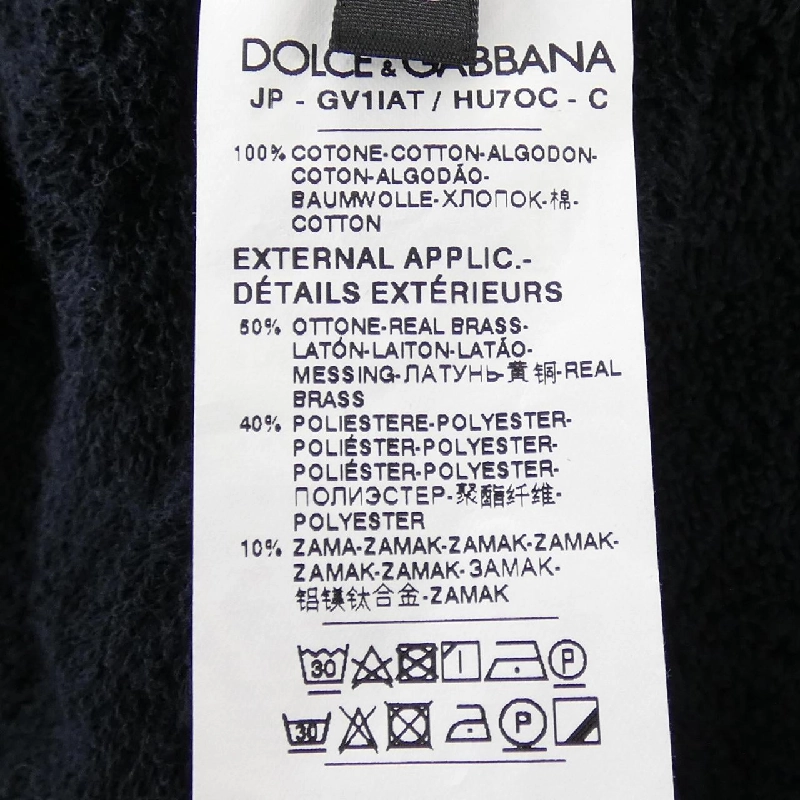 DOLCE & GABBANA
JP - GV1IAT / HU7OC - C
100% COTONE-COTTON-ALGODON-
COTON-ALGODÃO-
BAUMWOLLE-ХЛОПОК-棉-
COTTON
EXTERNAL APPLIC.-
DÉTAILS EXTÉRIEURS
50% OTTONE-REAL BRASS-
LATÓN-LAITON-LATÃO-
MESSING-ЛАТУНЬ-黄铜-REAL
BRASS
40% POLIESTERE-POLYESTER-
POLIÉSTER-POLYESTER-
POLIÉSTER-POLYESTER-
ПОЛИЭСТЕР-聚酯纤维-
POLYESTER
10% ZAMA-ZAMAK-ZAMAK-ZAMAK-
ZAMAK-ZAMAK-ЗАМАК-
铝镁钛合金-ZAMAK
30 P
30 P